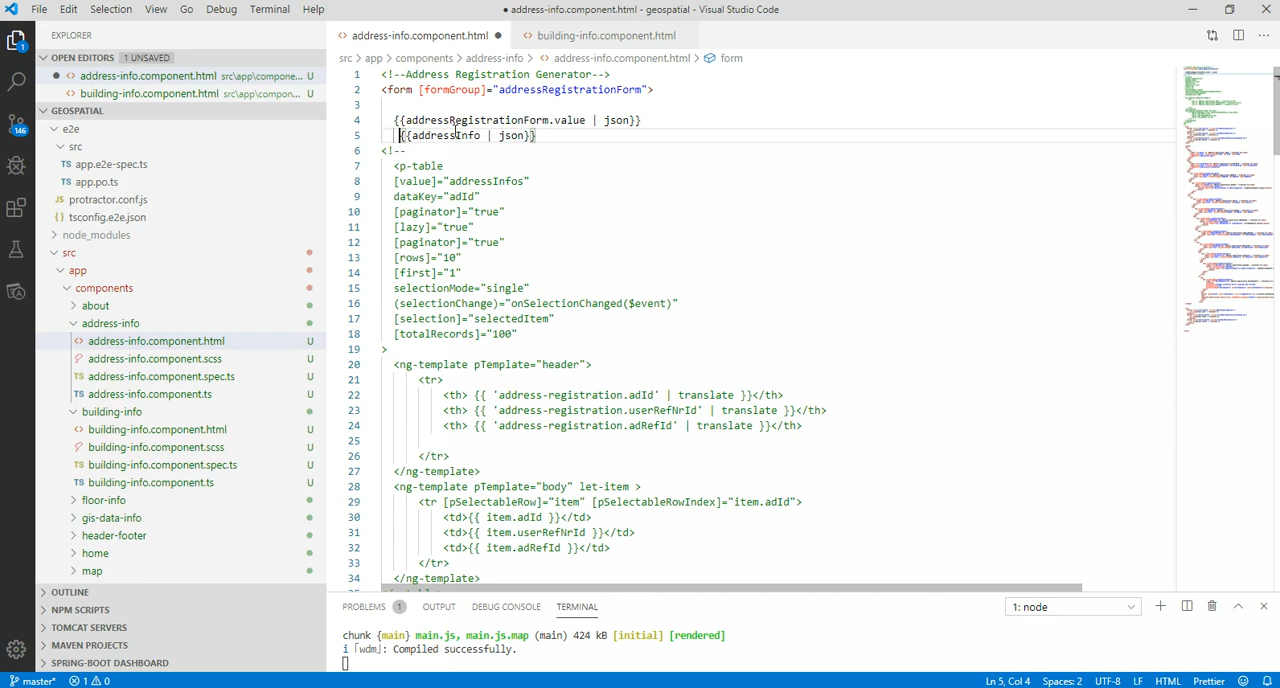 File Edit Selection View Go Debug Terminal Help
● address-info.component.html - geospatial - Visual Studio Code
EXPLORER
OPEN EDITORS 1 UNSAVED
● <> address-info.component.html src\app\compone... U
<> building-info.component.html src\app\compon... U
GEOSPATIAL
e2e
src
TS app.e2e-spec.ts
TS app.po.ts
JS protractor.conf.js
{} tsconfig.e2e.json
node_modules
src
app
components
about
address-info
<> address-info.component.html U
address-info.component.scss U
TS address-info.component.spec.ts U
TS address-info.component.ts U
building-info
<> building-info.component.html U
building-info.component.scss U
TS building-info.component.spec.ts U
TS building-info.component.ts U
floor-info
gis-data-info
header-footer
home
map
OUTLINE
NPM SCRIPTS
TOMCAT SERVERS
MAVEN PROJECTS
SPRING-BOOT DASHBOARD
1
146
<> address-info.component.html ● <> building-info.component.html
src > app > components > address-info > <> address-info.component.html > form
1 <!--Address Registration Generator-->
2 <form [formGroup]="addressRegistrationForm">
3
4 {{addressRegistrationForm.value | json}}
5 {{addressInfo | json}}
6 <!--
7 <p-table
8 [value]="addressInfos"
9 dataKey="adId"
10 [paginator]="true"
11 [lazy]="true"
12 [paginator]="true"
13 [rows]="10"
14 [first]="1"
15 selectionMode="single"
16 (selectionChange)="onSelectionChanged($event)"
17 [selection]="selectedItem"
18 [totalRecords]="100"
19 >
20 <ng-template pTemplate="header">
21 <tr>
22 <th> {{ 'address-registration.adId' | translate }}</th>
23 <th> {{ 'address-registration.userRefNrId' | translate }}</th>
24 <th> {{ 'address-registration.adRefId' | translate }}</th>
25
26 </tr>
27 </ng-template>
28 <ng-template pTemplate="body" let-item >
29 <tr [pSelectableRow]="item" [pSelectableRowIndex]="item.adId">
30 <td>{{ item.adId }}</td>
31 <td>{{ item.userRefNrId }}</td>
32 <td>{{ item.adRefId }}</td>
33 </tr>
34 </ng-template>
PROBLEMS 1 OUTPUT DEBUG CONSOLE TERMINAL 1: node
chunk {main} main.js, main.js.map (main) 424 kB [initial] [rendered]
i ｢wdm｣: Compiled successfully.
master* 1 0 Ln 5, Col 4 Spaces: 2 UTF-8 LF HTML Prettier